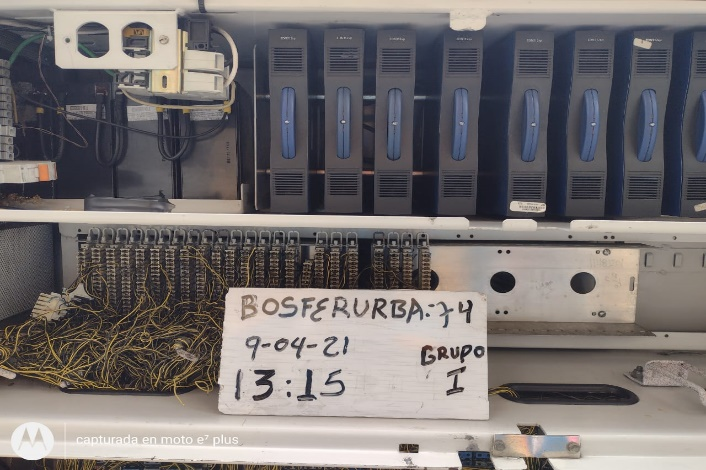 BOSFERURBA:74
9-04-21
GRUPO
13:15
I
capturada en moto e⁷ plus